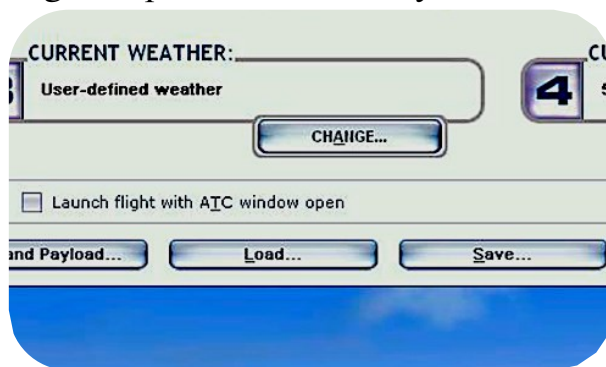 CURRENT WEATHER:
User-defined weather
4
CHANGE...
Launch flight with ATC window open
and Payload...
Load...
Save...